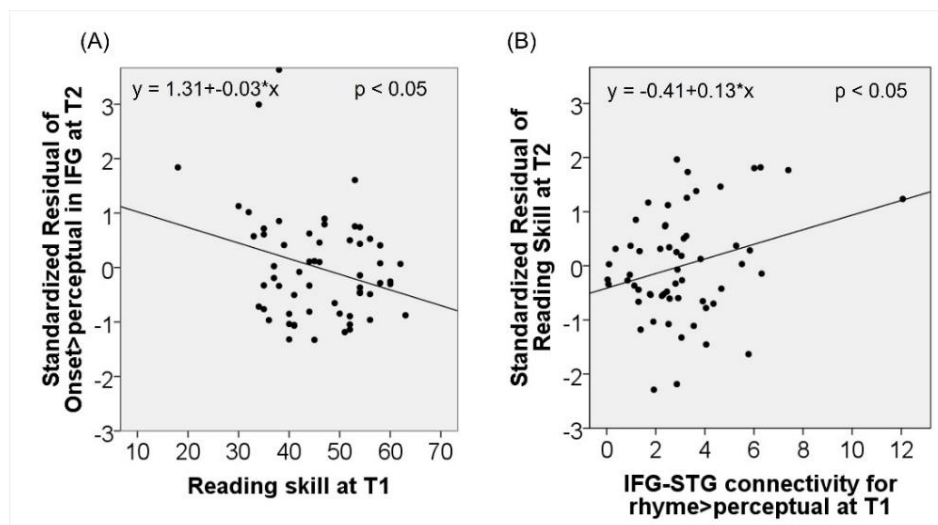 (A)
y = 1.31+-0.03*x
p < 0.05
Standardized Residual of
Onset>perceptual in IFG at T2
3
2
1
0
-1
-2
-3
10 20 30 40 50 60 70
Reading skill at T1
(B)
y = -0.41+0.13*x
p < 0.05
Standardized Residual of
Reading Skill at T2
3
2
1
0
-1
-2
-3
0 2 4 6 8 10 12
IFG-STG connectivity for
rhyme>perceptual at T1